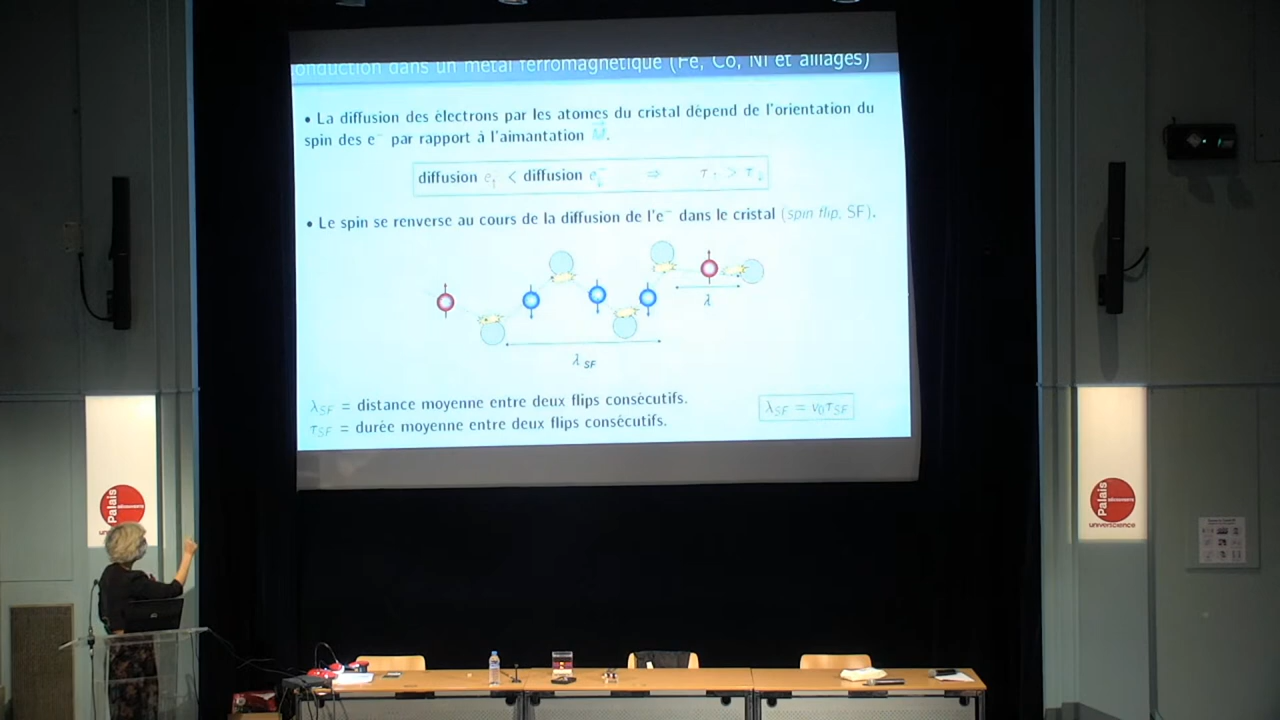 onduction dans un métal ferromagnétique (Fe, Co, Ni et alliages)
• La diffusion des électrons par les atomes du cristal dépend de l'orientation du
spin des e⁻ par rapport à l'aimantation M⃗.
diffusion e↑⁻ < diffusion e↓⁻ ⇒ τ↑ > τ↓
• Le spin se renverse au cours de la diffusion de l'e⁻ dans le cristal (spin flip, SF).
λ
λ SF
λSF = distance moyenne entre deux flips consécutifs.
τSF = durée moyenne entre deux flips consécutifs.
λSF = v₀τSF
Palais
découverte
universcience
Palais
découverte
universcience